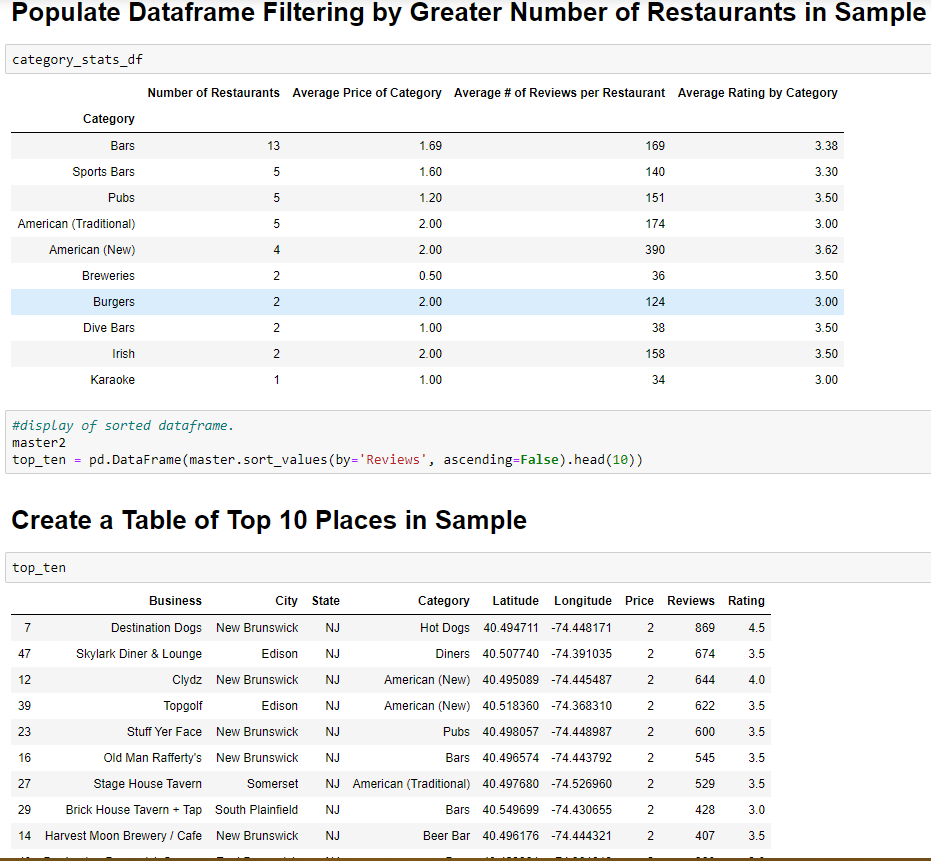 Populate Dataframe Filtering by Greater Number of Restaurants in Sample
category_stats_df
Number of Restaurants Average Price of Category Average # of Reviews per Restaurant Average Rating by Category
Category
Bars 13 1.69 169 3.38
Sports Bars 5 1.60 140 3.30
Pubs 5 1.20 151 3.50
American (Traditional) 5 2.00 174 3.00
American (New) 4 2.00 390 3.62
Breweries 2 0.50 36 3.50
Burgers 2 2.00 124 3.00
Dive Bars 2 1.00 38 3.50
Irish 2 2.00 158 3.50
Karaoke 1 1.00 34 3.00
#display of sorted dataframe.
master2
top_ten = pd.DataFrame(master.sort_values(by='Reviews', ascending=False).head(10))
Create a Table of Top 10 Places in Sample
top_ten
Business City State Category Latitude Longitude Price Reviews Rating
7 Destination Dogs New Brunswick NJ Hot Dogs 40.494711 -74.448171 2 869 4.5
47 Skylark Diner & Lounge Edison NJ Diners 40.507740 -74.391035 2 674 3.5
12 Clydz New Brunswick NJ American (New) 40.495089 -74.445487 2 644 4.0
39 Topgolf Edison NJ American (New) 40.518360 -74.368310 2 622 3.5
23 Stuff Yer Face New Brunswick NJ Pubs 40.498057 -74.448987 2 600 3.5
16 Old Man Rafferty's New Brunswick NJ Bars 40.496574 -74.443792 2 545 3.5
27 Stage House Tavern Somerset NJ American (Traditional) 40.497680 -74.526960 2 529 3.5
29 Brick House Tavern + Tap South Plainfield NJ Bars 40.549699 -74.430655 2 428 3.0
14 Harvest Moon Brewery / Cafe New Brunswick NJ Beer Bar 40.496176 -74.444321 2 407 3.5